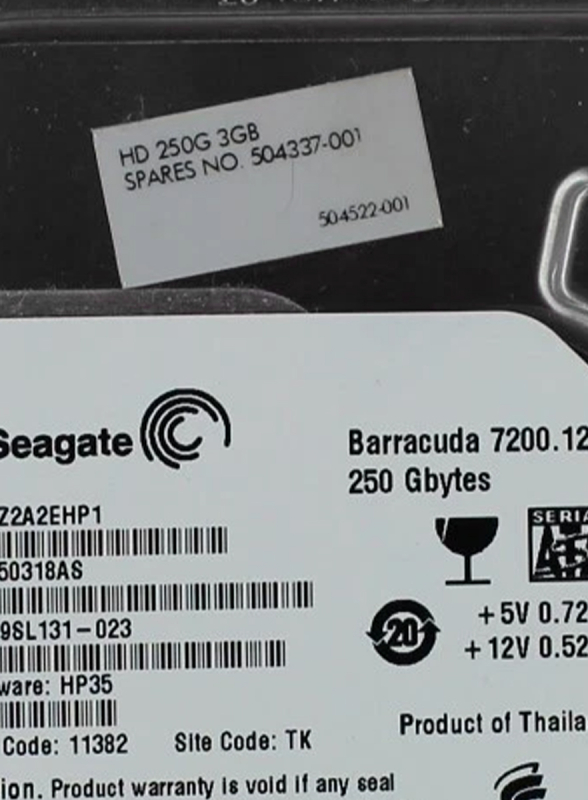 HD 250G 3GB
SPARES NO. 504337-001
504522-001
Seagate
Barracuda 7200.12
250 Gbytes
Z2A2EHP1
50318AS
SERIA
9SL131-023
20
+5V 0.72
+12V 0.52
ware: HP35
Code: 11382 Site Code: TK
Product of Thaila
ion. Product warranty is void if any seal